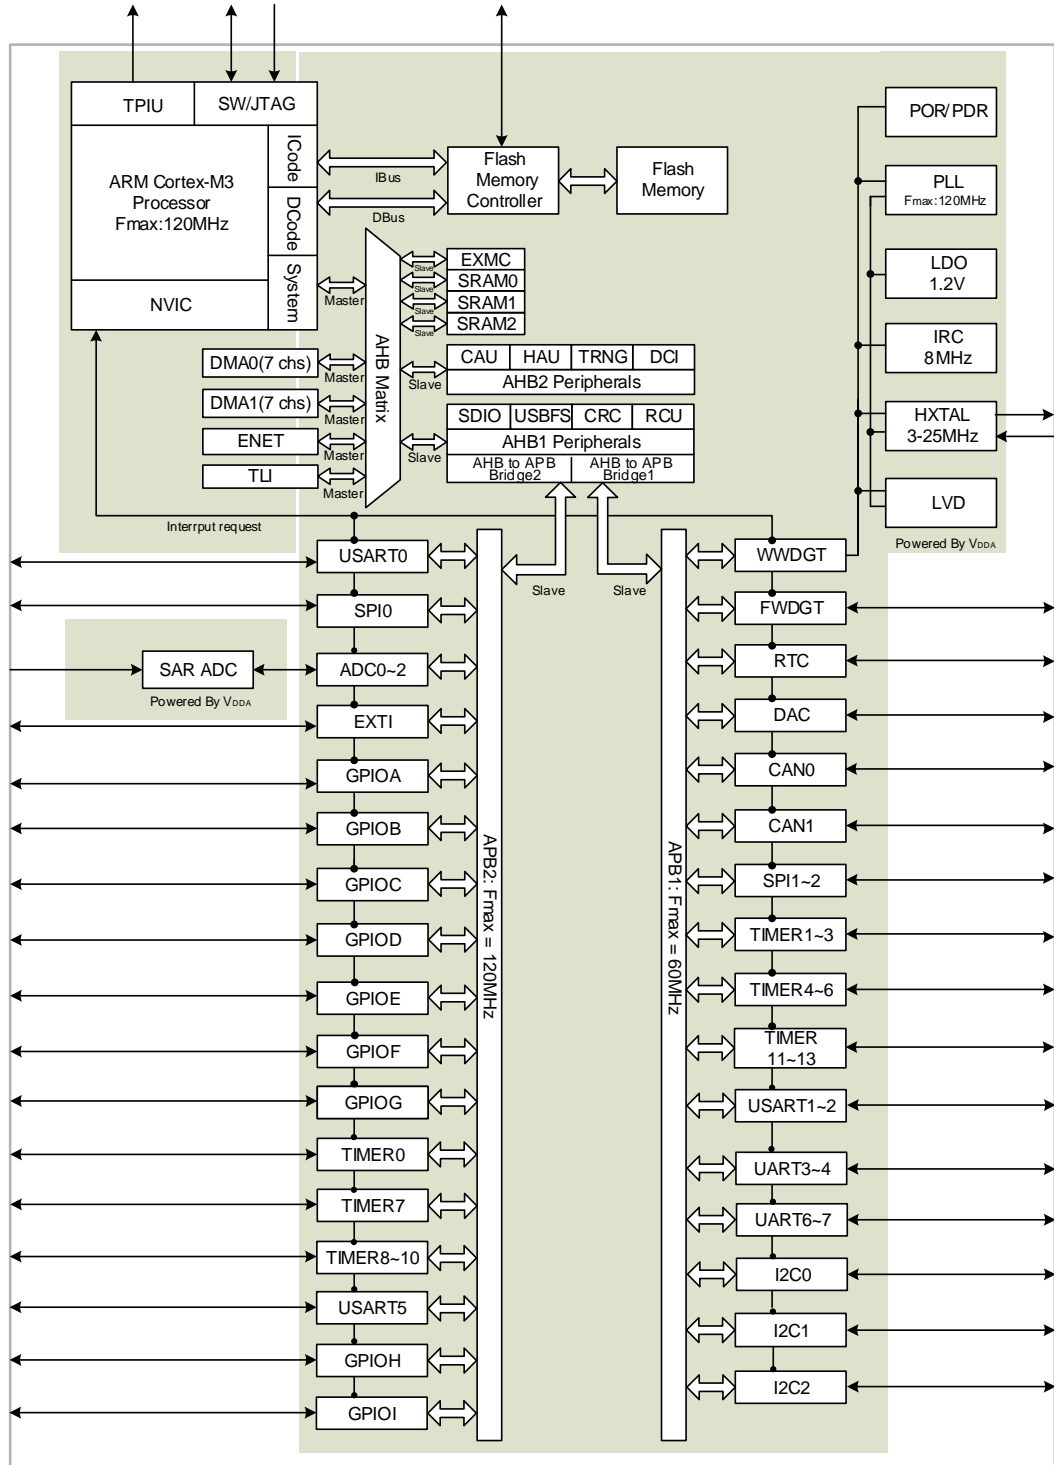 TPIU
SW/JTAG
ARM Cortex-M3
Processor
Fmax:120MHz
ICode
DCode
System
NVIC
IBus
DBus
Flash
Memory
Controller
Flash
Memory
POR/PDR
PLL
Fmax:120MHz
LDO
1.2V
IRC
8MHz
HXTAL
3-25MHz
LVD
Powered By VDDA
AHB Matrix
Master
Slave
EXMC
Slave
SRAM0
Slave
SRAM1
Slave
SRAM2
DMA0(7 chs)
Master
DMA1(7 chs)
Master
ENET
Master
TLI
Master
Slave
CAU
HAU
TRNG
DCI
AHB2 Peripherals
Slave
SDIO
USBFS
CRC
RCU
AHB1 Peripherals
AHB to APB
Bridge2
AHB to APB
Bridge1
Interrput request
Slave
Slave
USART0
SPI0
SAR ADC
Powered By VDDA
ADC0~2
EXTI
GPIOA
GPIOB
GPIOC
GPIOD
GPIOE
GPIOF
GPIOG
TIMER0
TIMER7
TIMER8~10
USART5
GPIOH
GPIOI
APB2: Fmax = 120MHz
APB1: Fmax = 60MHz
WWDGT
FWDGT
RTC
DAC
CAN0
CAN1
SPI1~2
TIMER1~3
TIMER4~6
TIMER
11~13
USART1~2
UART3~4
UART6~7
I2C0
I2C1
I2C2